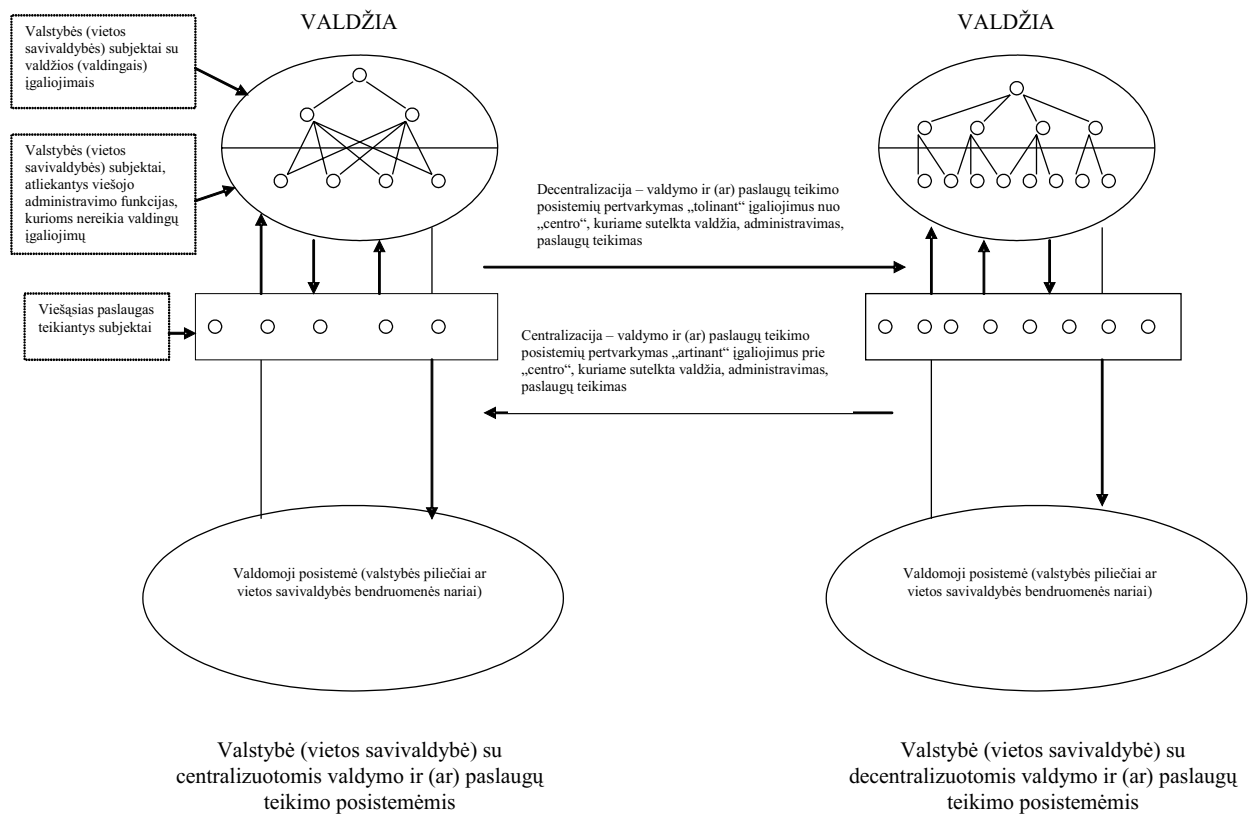 VALDŽIA
VALDŽIA
Valstybės (vietos
savivaldybės) subjektai su
valdžios (valdingais)
įgaliojimais
Valstybės (vietos
savivaldybės) subjektai,
atliekantys viešojo
administravimo funkcijas,
kurioms nereikia valdingų
įgaliojimų
Decentralizacija – valdymo ir (ar) paslaugų teikimo
posistemių pertvarkymas „tolinant“ įgaliojimus nuo
„centro“, kuriame sutelkta valdžia, administravimas,
paslaugų teikimas
Viešąsias paslaugas
teikiantys subjektai
Centralizacija – valdymo ir (ar) paslaugų teikimo
posistemių pertvarkymas „artinant“ įgaliojimus prie
„centro“, kuriame sutelkta valdžia, administravimas,
paslaugų teikimas
Valdomoji posistemė (valstybės piliečiai ar
vietos savivaldybės bendruomenės nariai)
Valdomoji posistemė (valstybės piliečiai ar
vietos savivaldybės bendruomenės nariai)
Valstybė (vietos savivaldybė) su
centralizuotomis valdymo ir (ar) paslaugų
teikimo posistemėmis
Valstybė (vietos savivaldybė) su
decentralizuotomis valdymo ir (ar) paslaugų
teikimo posistemėmis